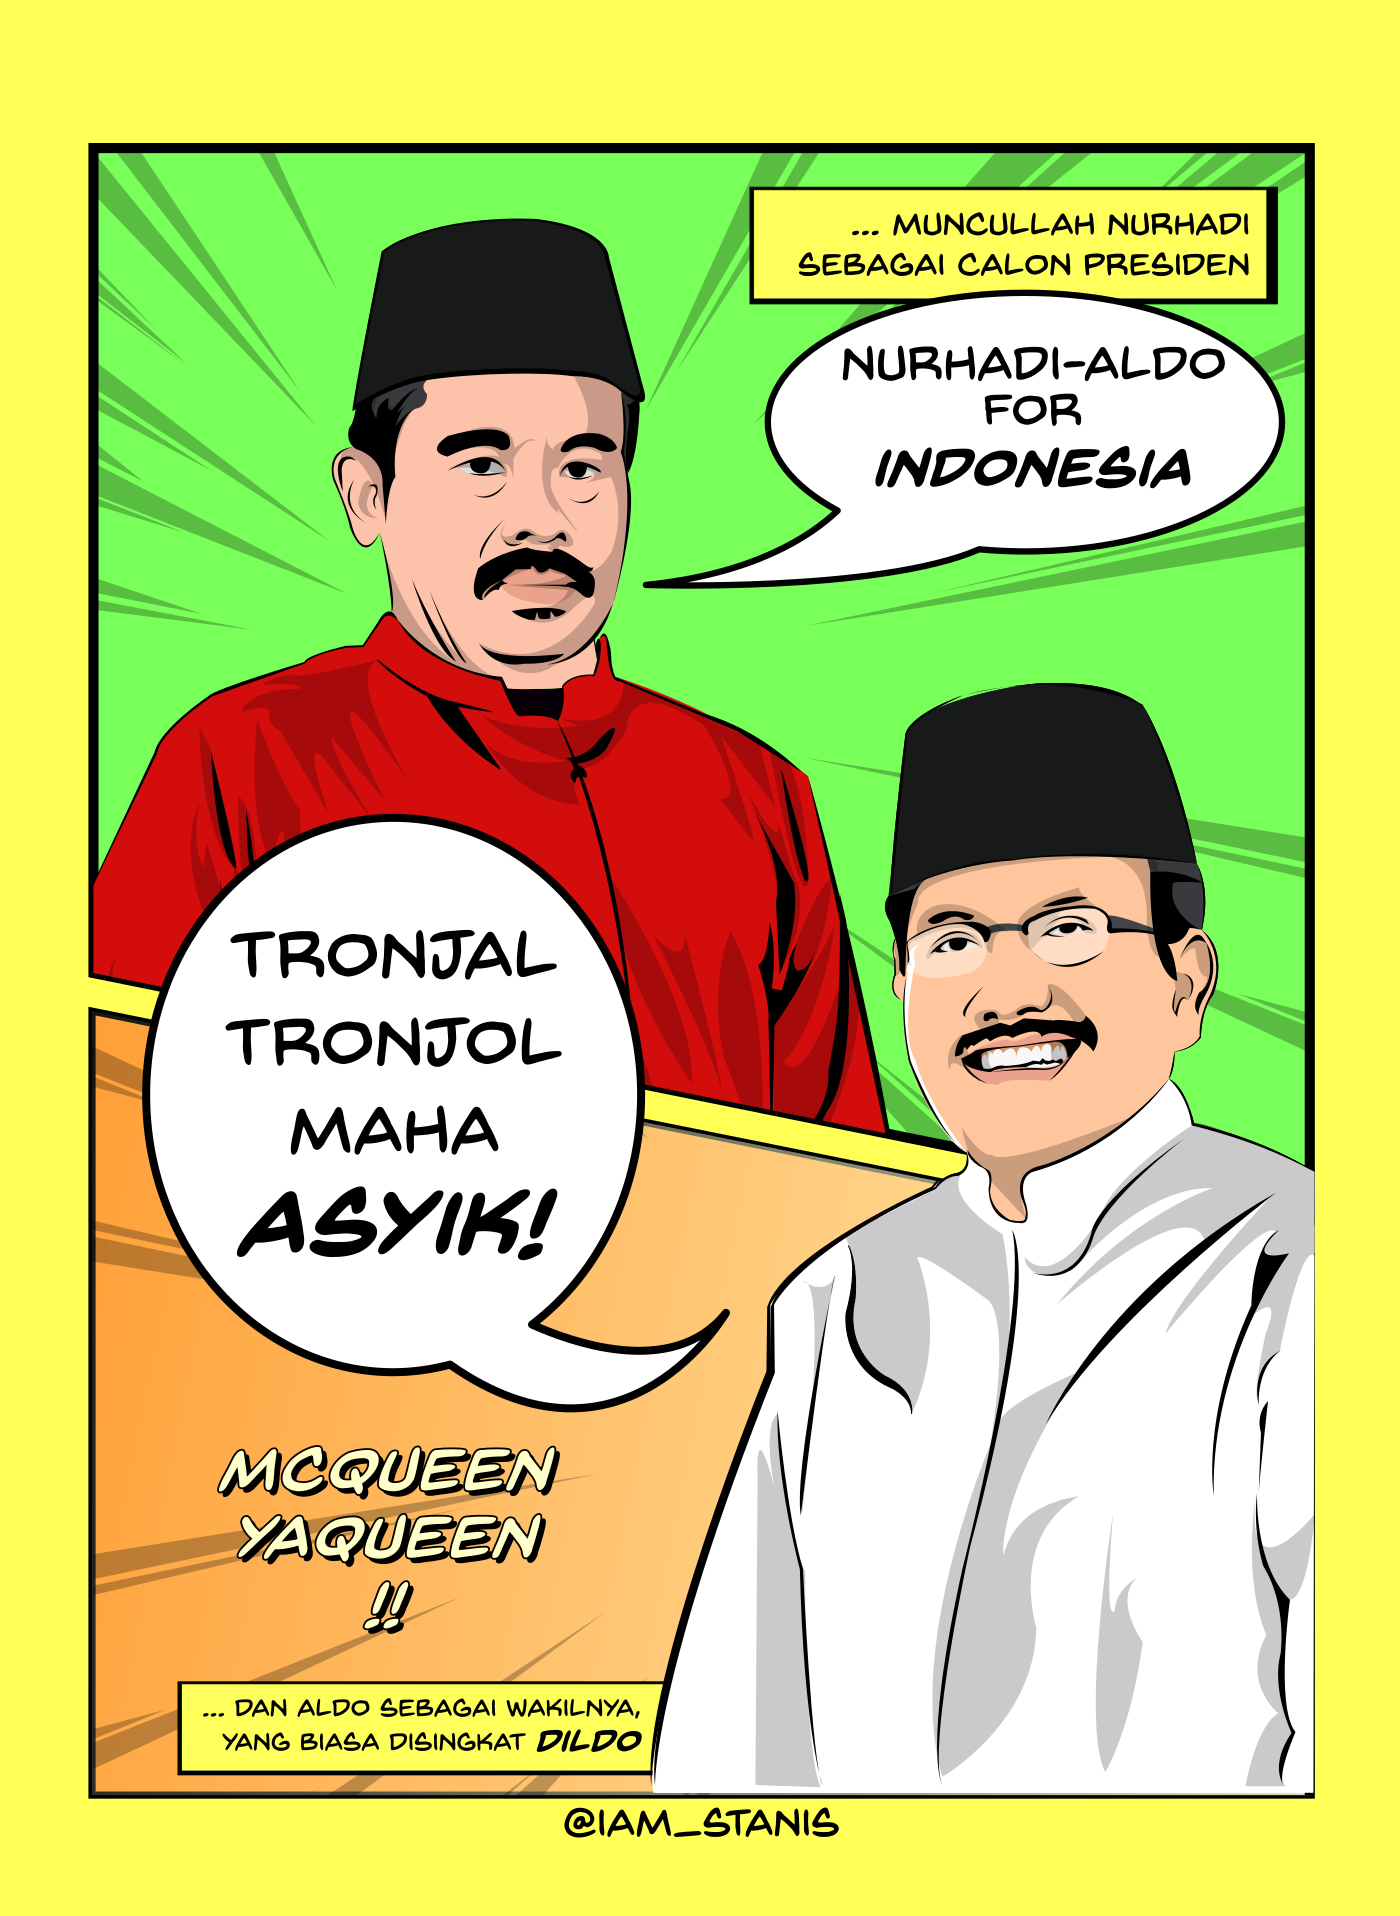 ... MUNCULLAH NURHADI
SEBAGAI CALON PRESIDEN
NURHADI-ALDO
FOR
INDONESIA
TRONJAL
TRONJOL
MAHA
ASYIK!
MCQUEEN
YAQUEEN
!!
... DAN ALDO SEBAGAI WAKILNYA,
YANG BIASA DISINGKAT DILDO
@IAM_STANIS